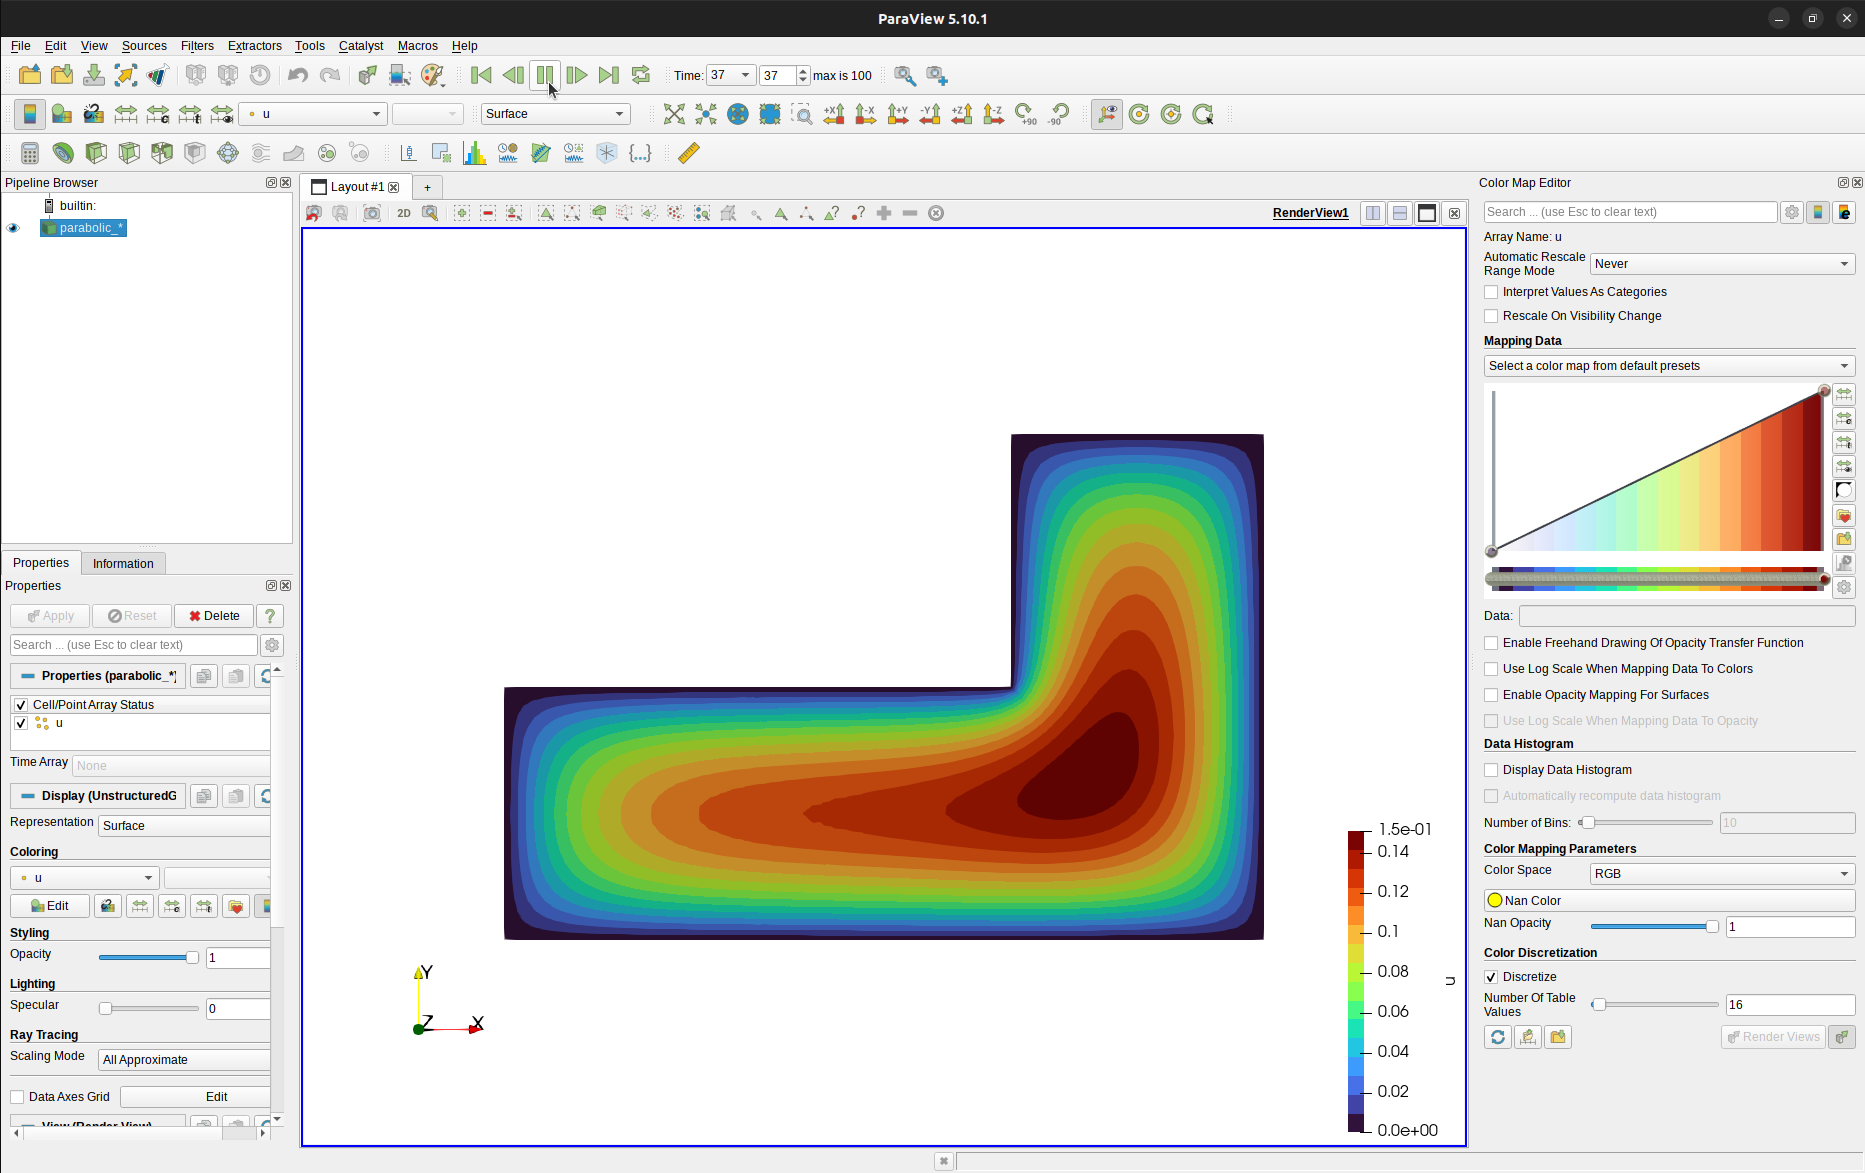 ParaView 5.10.1
File Edit View Sources Filters Extractors Tools Catalyst Macros Help
Time: 37 37 max is 100
u Surface +X -X +Y -Y +Z -Z +90 -90
Pipeline Browser
builtin:
parabolic_*
Properties Information
Properties
Apply Reset Delete ?
Search ... (use Esc to clear text)
Properties (parabolic_*)
Cell/Point Array Status
u
Time Array None
Display (UnstructuredG
Representation Surface
Coloring
u
Edit
Styling
Opacity 1
Lighting
Specular 0
Ray Tracing
Scaling Mode All Approximate
Data Axes Grid Edit
View (Render View)
Layout #1 +
2D RenderView1
Y
Z X
1.5e-01
0.14
0.12
0.1
0.08
0.06
0.04
0.02
0.0e+00
u
Color Map Editor
Search ... (use Esc to clear text)
Array Name: u
Automatic Rescale
Range Mode Never
Interpret Values As Categories
Rescale On Visibility Change
Mapping Data
Select a color map from default presets
Data:
Enable Freehand Drawing Of Opacity Transfer Function
Use Log Scale When Mapping Data To Colors
Enable Opacity Mapping For Surfaces
Use Log Scale When Mapping Data To Opacity
Data Histogram
Display Data Histogram
Automatically recompute data histogram
Number of Bins: 10
Color Mapping Parameters
Color Space RGB
Nan Color
Nan Opacity 1
Color Discretization
Discretize
Number Of Table
Values 16
Render Views